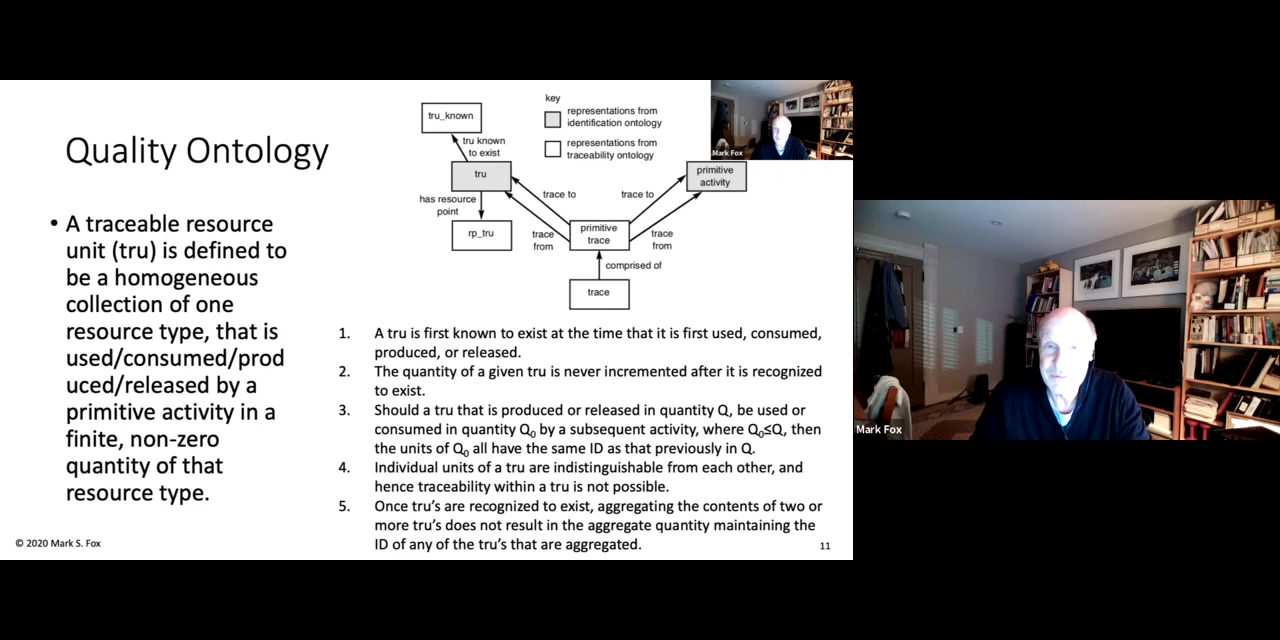 Quality Ontology
• A traceable resource
unit (tru) is defined to
be a homogeneous
collection of one
resource type, that is
used/consumed/prod
uced/released by a
primitive activity in a
finite, non-zero
quantity of that
resource type.
© 2020 Mark S. Fox
key
representations from
identification ontology
representations from
traceability ontology
tru_known
tru known
to exist
tru
has resource
point
rp_tru
trace to
trace
from
primitive
trace
trace to
trace
from
primitive
activity
comprised of
trace
1. A tru is first known to exist at the time that it is first used, consumed,
produced, or released.
2. The quantity of a given tru is never incremented after it is recognized
to exist.
3. Should a tru that is produced or released in quantity Q, be used or
consumed in quantity Q₀ by a subsequent activity, where Q₀≤Q, then
the units of Q₀ all have the same ID as that previously in Q.
4. Individual units of a tru are indistinguishable from each other, and
hence traceability within a tru is not possible.
5. Once tru's are recognized to exist, aggregating the contents of two or
more tru's does not result in the aggregate quantity maintaining the
ID of any of the tru's that are aggregated.
11
Mark Fox
Mark Fox